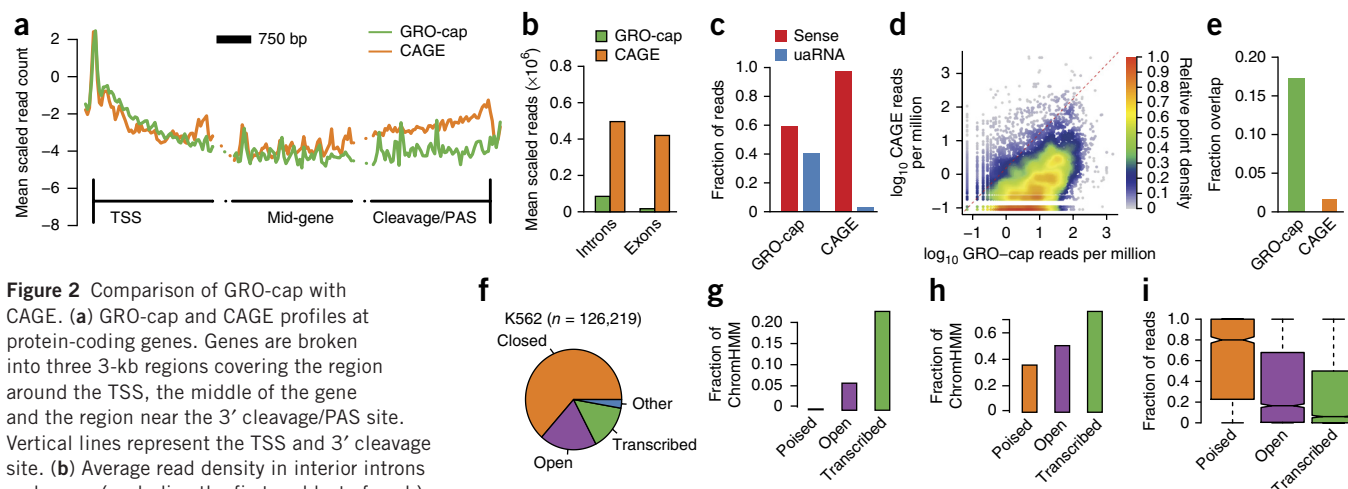 a
Mean scaled read count
2
0
−2
−4
−6
−8
750 bp
GRO-cap
CAGE
TSS
Mid-gene
Cleavage/PAS
b
GRO-cap
CAGE
Mean scaled reads (×10⁶)
0.8
0.6
0.4
0.2
0
Introns
Exons
c
Sense
uaRNA
Fraction of reads
1.0
0.8
0.6
0.4
0.2
0
GRO-cap
CAGE
d
log₁₀ CAGE reads
per million
3
2
1
0
−1
−1 0 1 2 3
log₁₀ GRO−cap reads per million
1.0
0.9
0.8
0.7
0.6
0.5
0.4
0.3
0.2
0.1
0
Relative point density
e
Fraction overlap
0.20
0.15
0.10
0.05
0
GRO-cap
CAGE
Figure 2 Comparison of GRO-cap with
CAGE. (a) GRO-cap and CAGE profiles at
protein-coding genes. Genes are broken
into three 3-kb regions covering the region
around the TSS, the middle of the gene
and the region near the 3′ cleavage/PAS site.
Vertical lines represent the TSS and 3′ cleavage
site. (b) Average read density in interior introns
f
K562 (n = 126,219)
Closed
Other
Transcribed
Open
g
Fraction of
ChromHMM
0.20
0.15
0.10
0.05
0
Poised
Open
Transcribed
h
Fraction of
ChromHMM
0.6
0.4
0.2
0
Poised
Open
Transcribed
i
Fraction of reads
1.0
0.8
0.6
0.4
0.2
0
Poised
Open
Transcribed